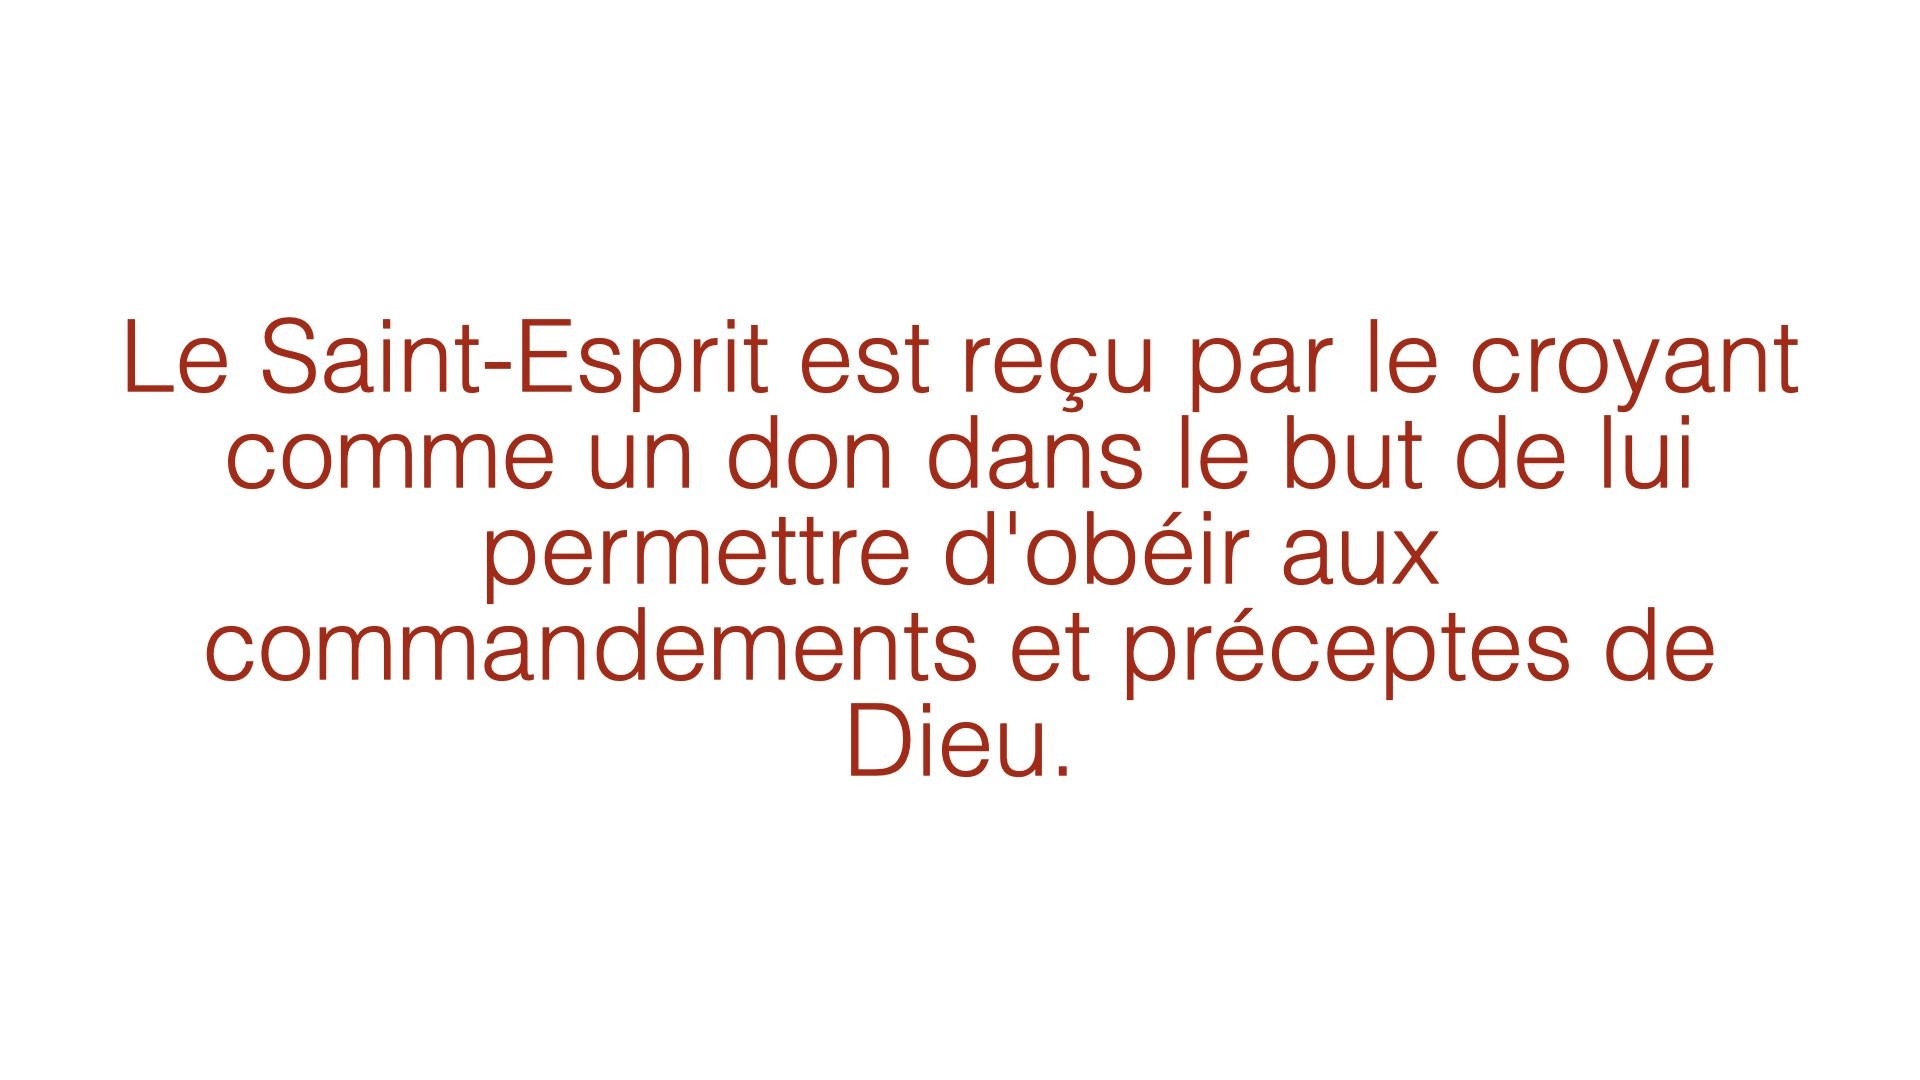 Le Saint-Esprit est reçu par le croyant
comme un don dans le but de lui
permettre d'obéir aux
commandements et préceptes de
Dieu.